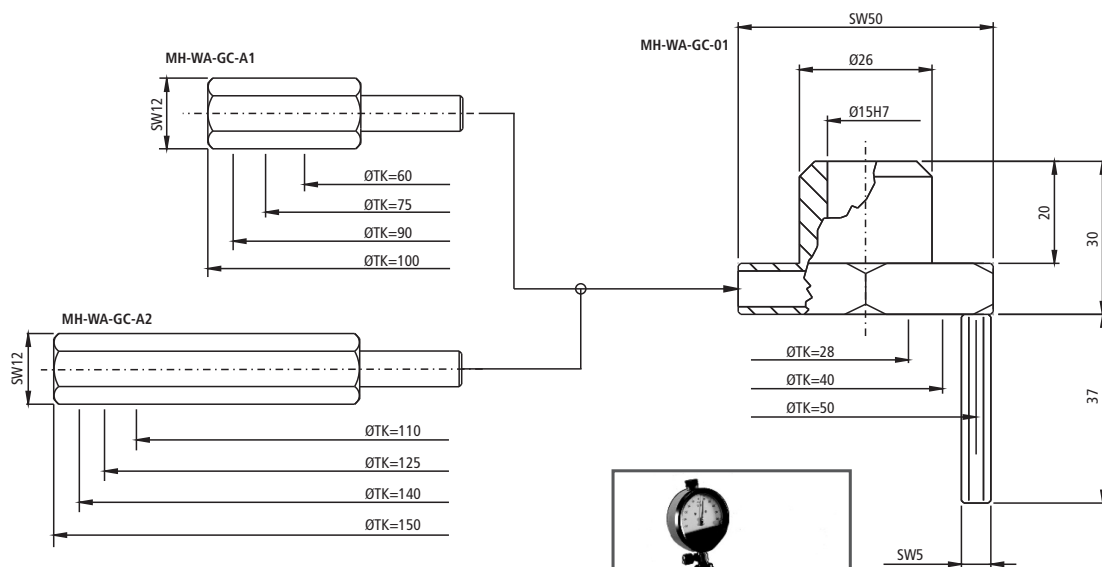 MH-WA-GC-A1
SW12
ØTK=60
ØTK=75
ØTK=90
ØTK=100
MH-WA-GC-A2
SW12
ØTK=110
ØTK=125
ØTK=140
ØTK=150
MH-WA-GC-01
SW50
Ø26
Ø15H7
20
30
ØTK=28
ØTK=40
ØTK=50
37
SW5